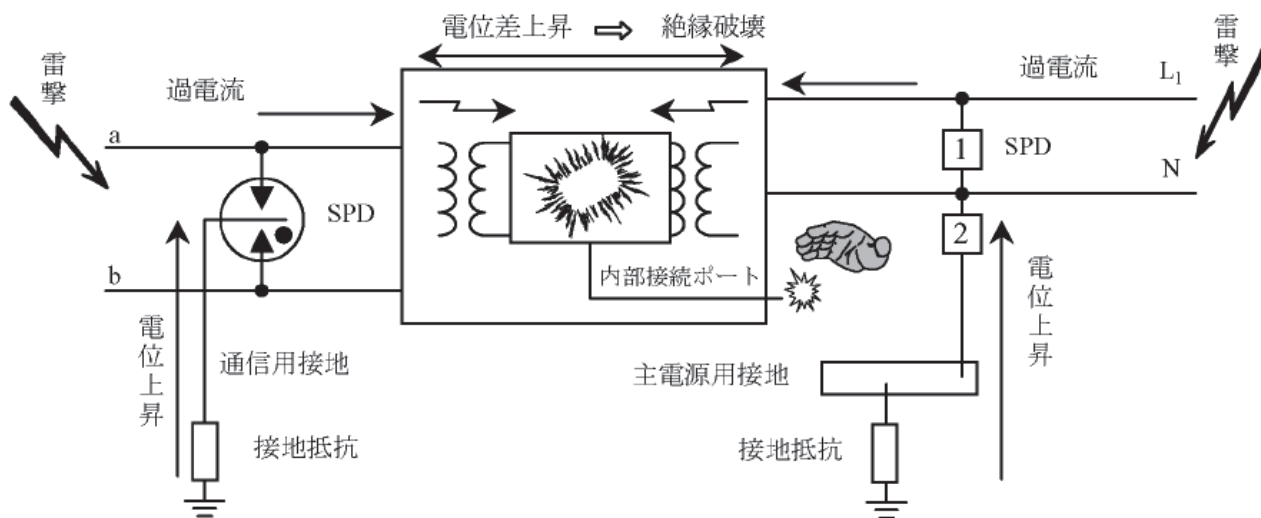 電位差上昇 ⇨ 絶縁破壊
雷撃
過電流
過電流
L1
雷撃
a
1
SPD
N
SPD
2
b
内部接続ポート
電位上昇
通信用接地
主電源用接地
電位上昇
接地抵抗
接地抵抗